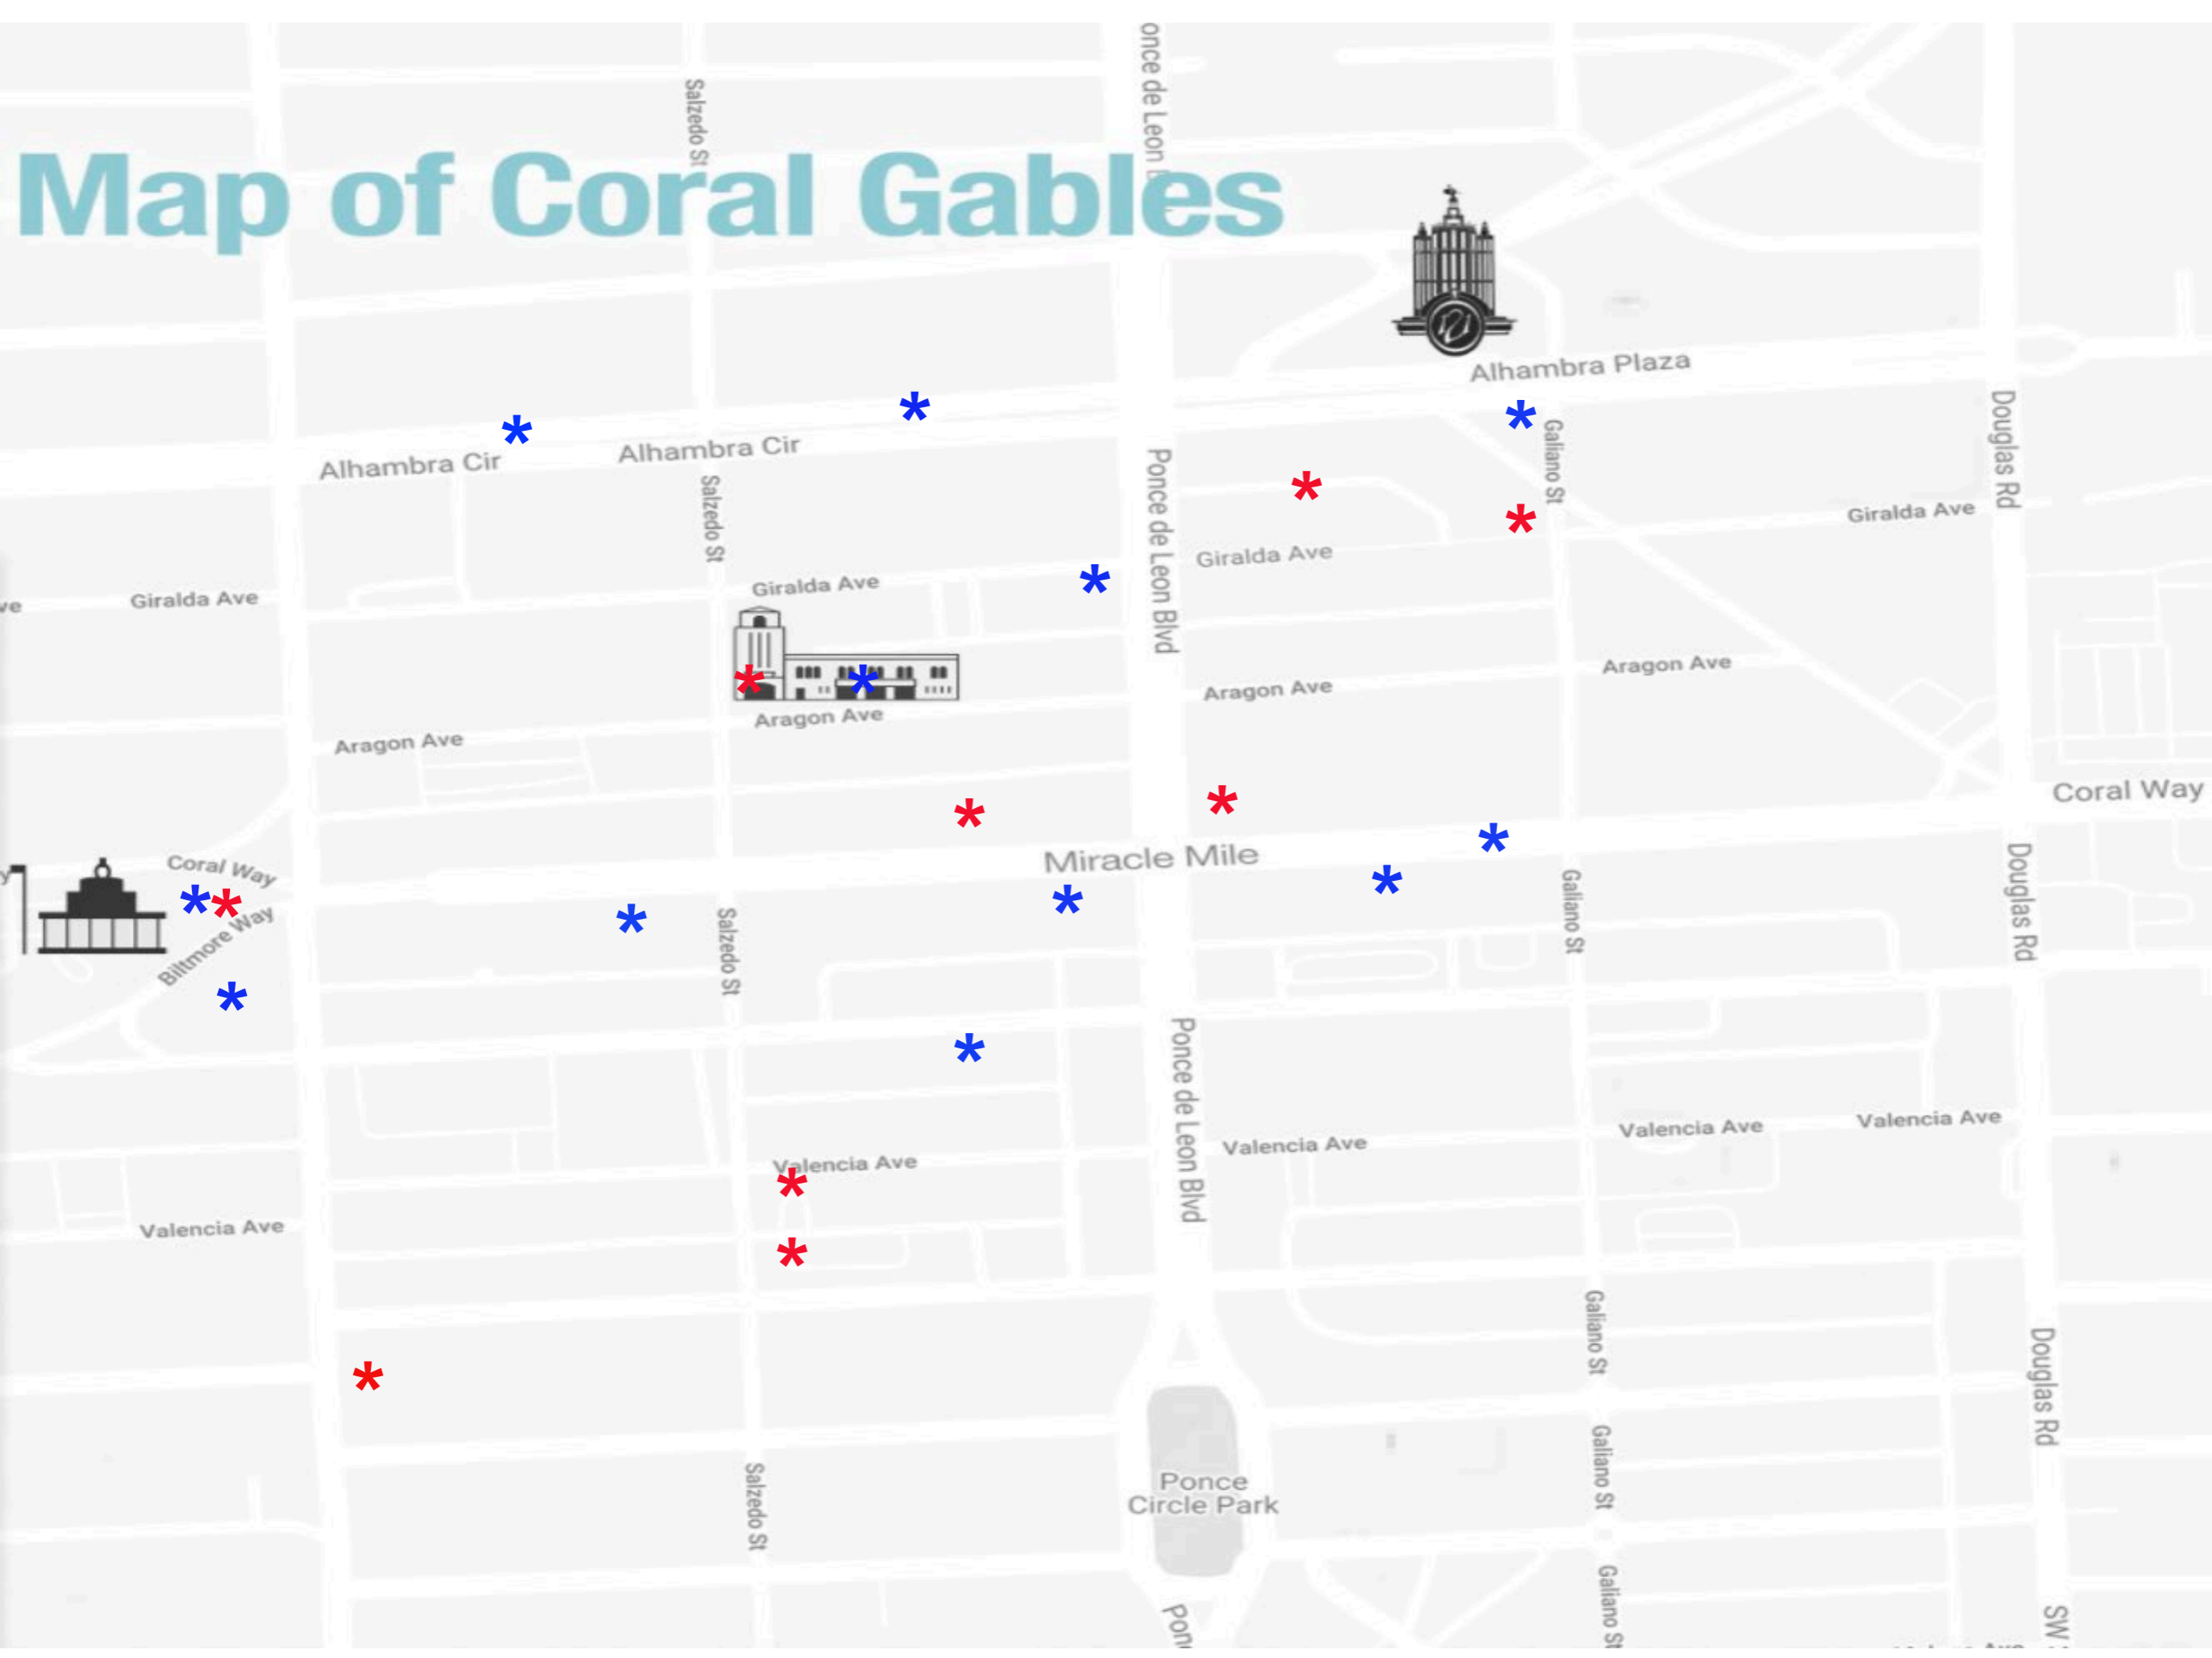 Salzedo St
once de Leon B
Map of Coral Gables
Alhambra Plaza
Alhambra Cir
Alhambra Cir
Salzedo St
Ponce de Leon Blvd
Galiano St
Douglas Rd
Giralda Ave
Giralda Ave
Giralda Ave
Giralda Ave
ve
Aragon Ave
Aragon Ave
Aragon Ave
Aragon Ave
Coral Way
Miracle Mile
Coral Way
y
Biltmore Way
Salzedo St
Galiano St
Douglas Rd
Ponce de Leon Blvd
Valencia Ave
Valencia Ave
Valencia Ave
Valencia Ave
Valencia Ave
Galiano St
Douglas Rd
Galiano St
Salzedo St
Ponce
Circle Park
Galiano St
Pon
SW